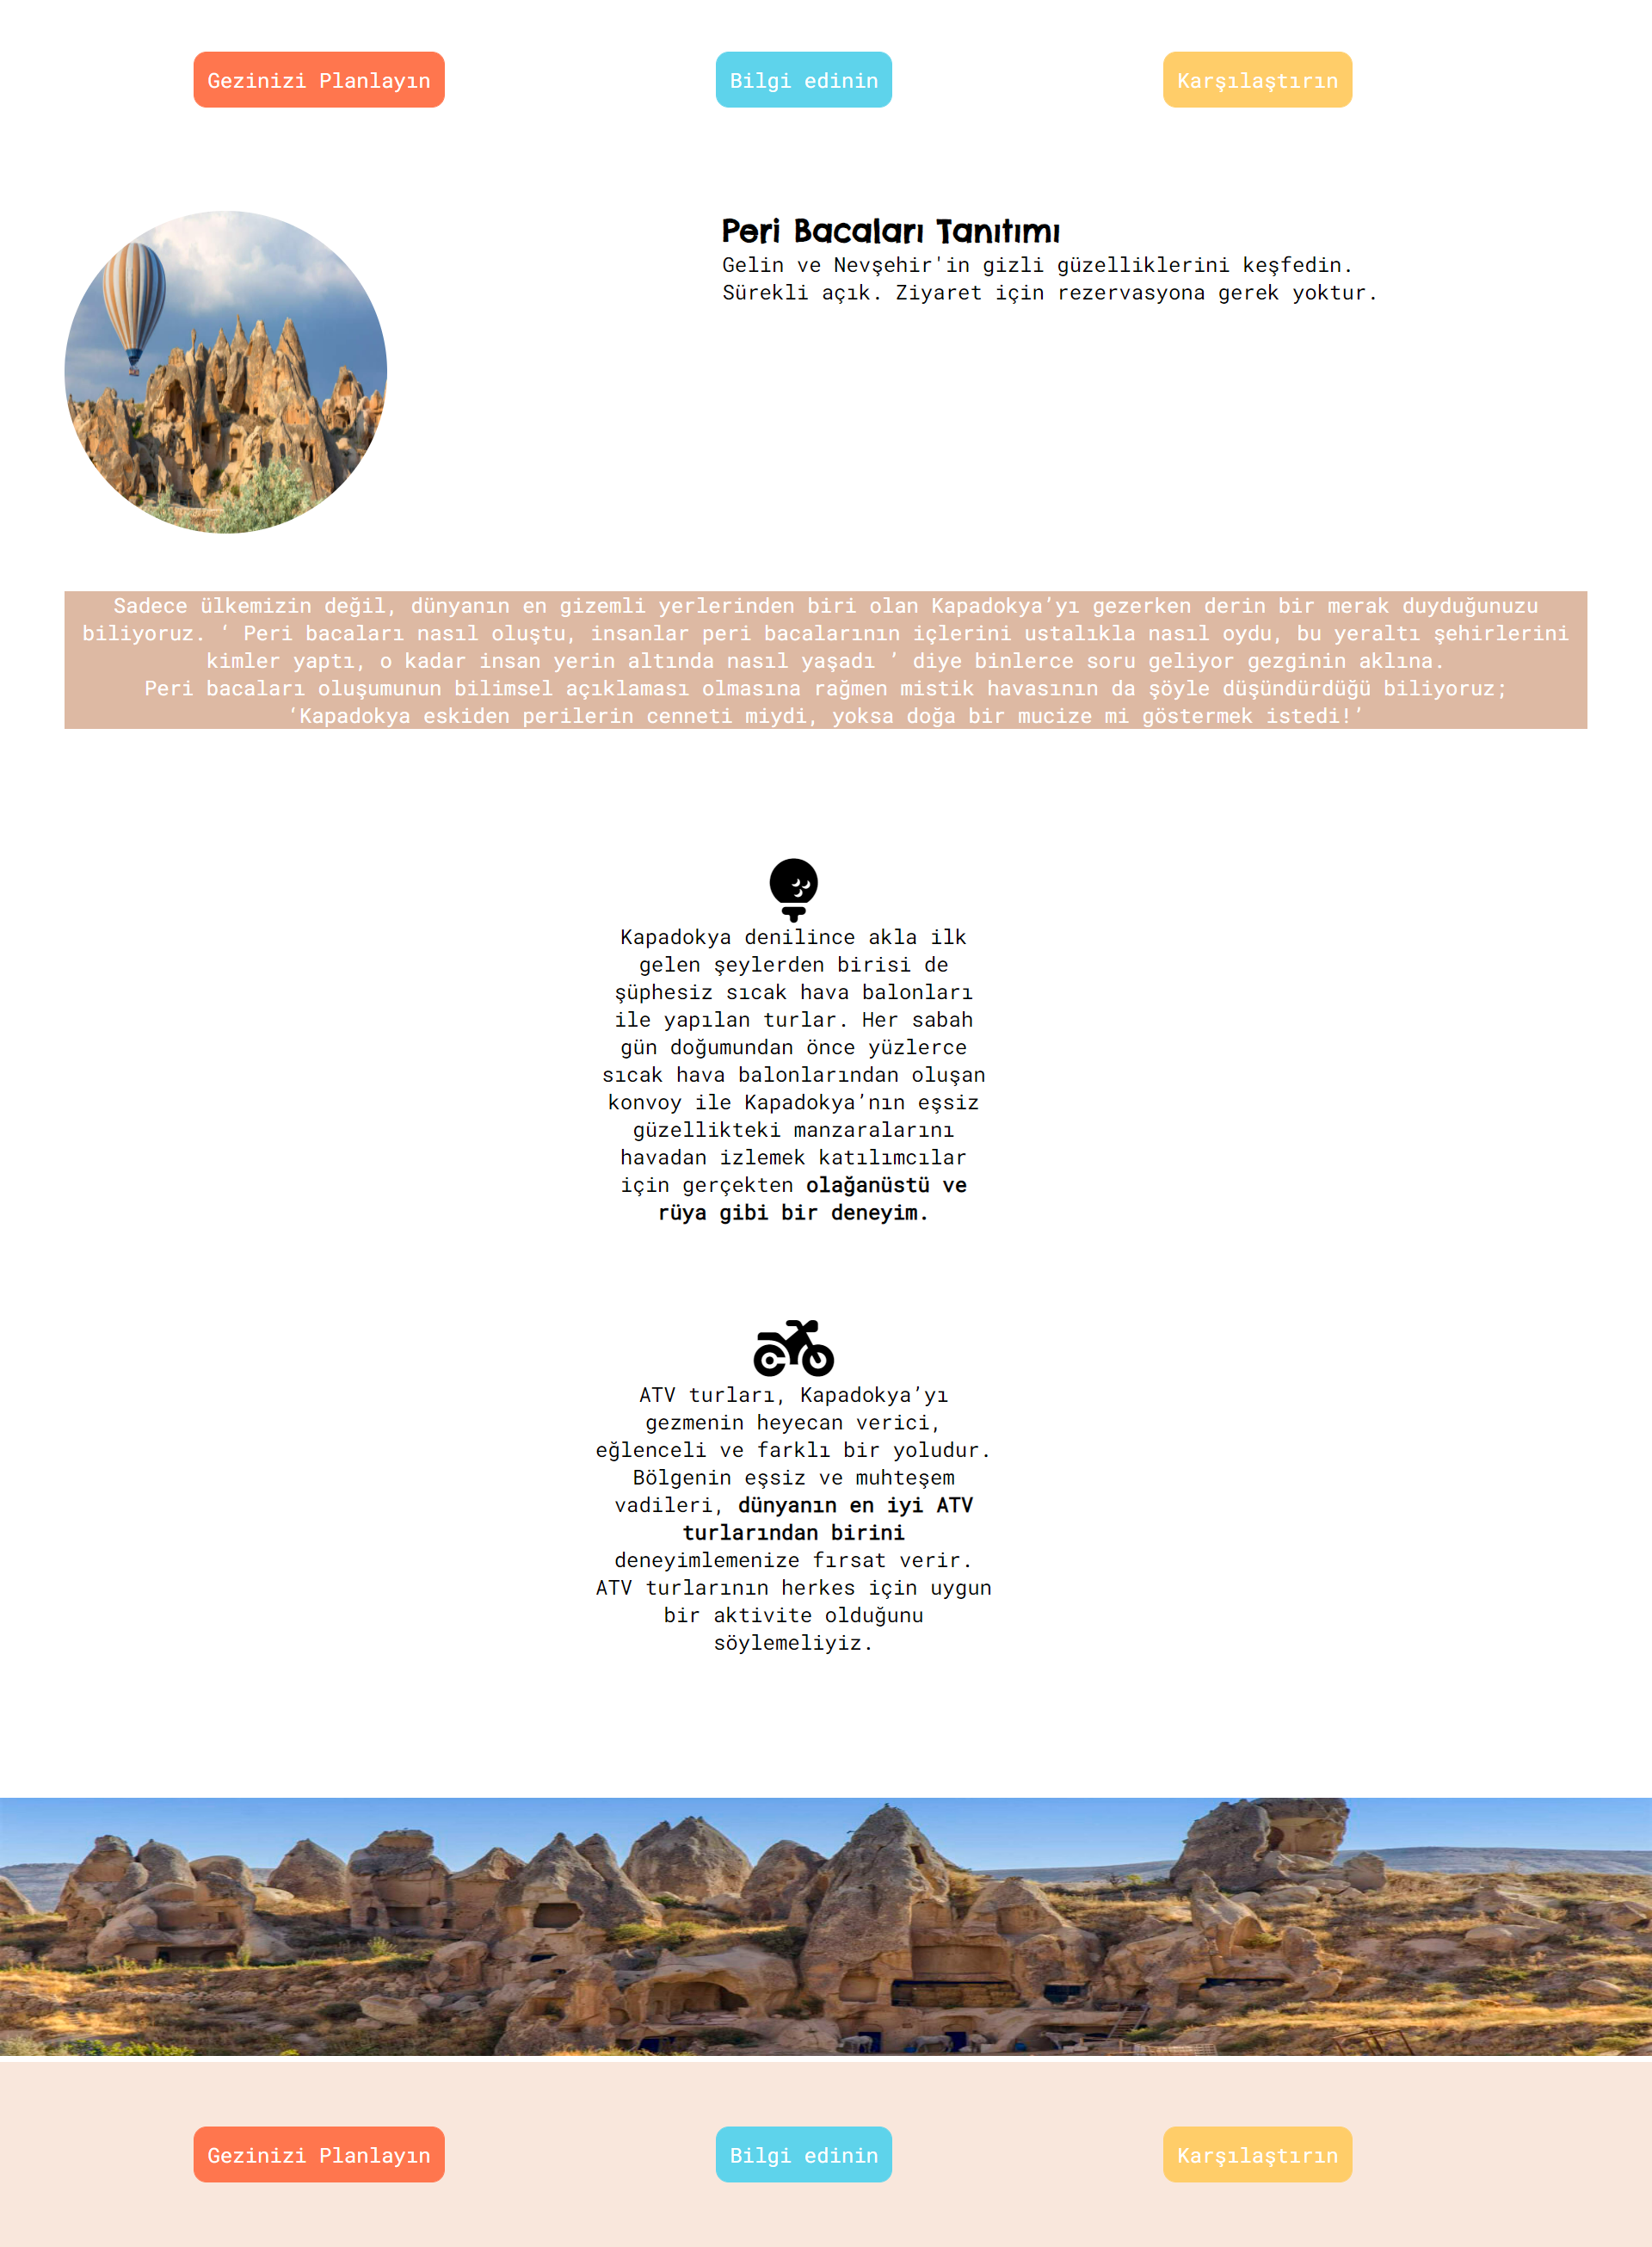 Gezinizi Planlayın
Bilgi edinin
Karşılaştırın
Peri Bacaları Tanıtımı
Gelin ve Nevşehir'in gizli güzelliklerini keşfedin.
Sürekli açık. Ziyaret için rezervasyona gerek yoktur.
Sadece ülkemizin değil, dünyanın en gizemli yerlerinden biri olan Kapadokya’yı gezerken derin bir merak duyduğunuzu
biliyoruz. ‘ Peri bacaları nasıl oluştu, insanlar peri bacalarının içlerini ustalıkla nasıl oydu, bu yeraltı şehirlerini
kimler yaptı, o kadar insan yerin altında nasıl yaşadı ’ diye binlerce soru geliyor gezginin aklına.
Peri bacaları oluşumunun bilimsel açıklaması olmasına rağmen mistik havasının da şöyle düşündürdüğü biliyoruz;
‘Kapadokya eskiden perilerin cenneti miydi, yoksa doğa bir mucize mi göstermek istedi!’
Kapadokya denilince akla ilk
gelen şeylerden birisi de
şüphesiz sıcak hava balonları
ile yapılan turlar. Her sabah
gün doğumundan önce yüzlerce
sıcak hava balonlarından oluşan
konvoy ile Kapadokya’nın eşsiz
güzellikteki manzaralarını
havadan izlemek katılımcılar
için gerçekten olağanüstü ve
rüya gibi bir deneyim.
ATV turları, Kapadokya’yı
gezmenin heyecan verici,
eğlenceli ve farklı bir yoludur.
Bölgenin eşsiz ve muhteşem
vadileri, dünyanın en iyi ATV
turlarından birini
deneyimlemenize fırsat verir.
ATV turlarının herkes için uygun
bir aktivite olduğunu
söylemeliyiz.
Gezinizi Planlayın
Bilgi edinin
Karşılaştırın